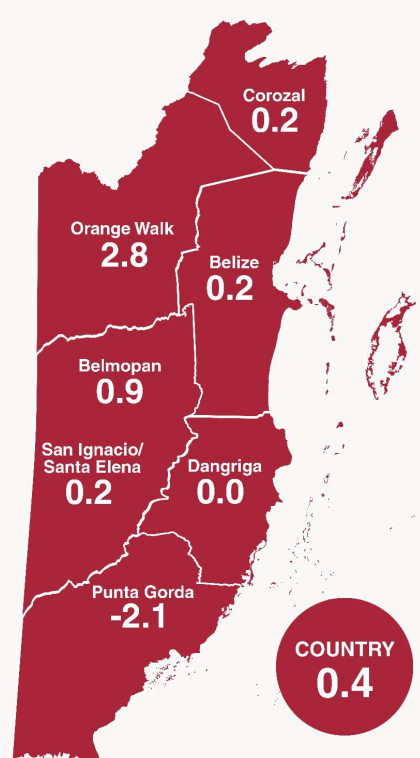 Corozal
0.2
Orange Walk
2.8
Belize
0.2
Belmopan
0.9
San Ignacio/
Santa Elena
0.2
Dangriga
0.0
Punta Gorda
-2.1
COUNTRY
0.4